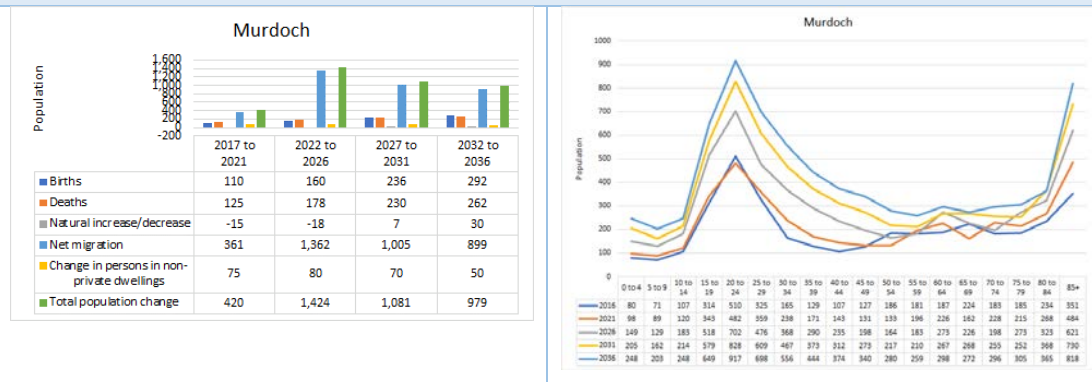 Murdoch
Population
1,600
1,400
1,200
1,000
800
600
400
200
0
-200
2017 to 2021 2022 to 2026 2027 to 2031 2032 to 2036
Births 110 160 236 292
Deaths 125 178 230 262
Natural increase/decrease -15 -18 7 30
Net migration 361 1,362 1,005 899
Change in persons in non-
private dwellings 75 80 70 50
Total population change 420 1,424 1,081 979
Murdoch
Population
1000
900
800
700
600
500
400
300
200
100
0
0 to 4 5 to 9 10 to 14 15 to 19 20 to 24 25 to 29 30 to 34 35 to 39 40 to 44 45 to 49 50 to 54 55 to 59 60 to 64 65 to 69 70 to 74 75 to 79 80 to 84 85+
2016 80 71 107 314 510 325 165 129 107 127 186 181 187 224 183 185 234 351
2021 98 89 120 343 482 359 238 171 143 131 133 196 226 162 228 215 268 484
2026 149 129 183 518 702 476 368 290 235 198 164 183 273 226 198 273 323 621
2031 205 162 214 579 828 609 467 373 312 273 217 210 267 268 255 252 368 730
2036 248 203 248 649 917 698 556 444 374 340 280 259 298 272 296 305 365 818